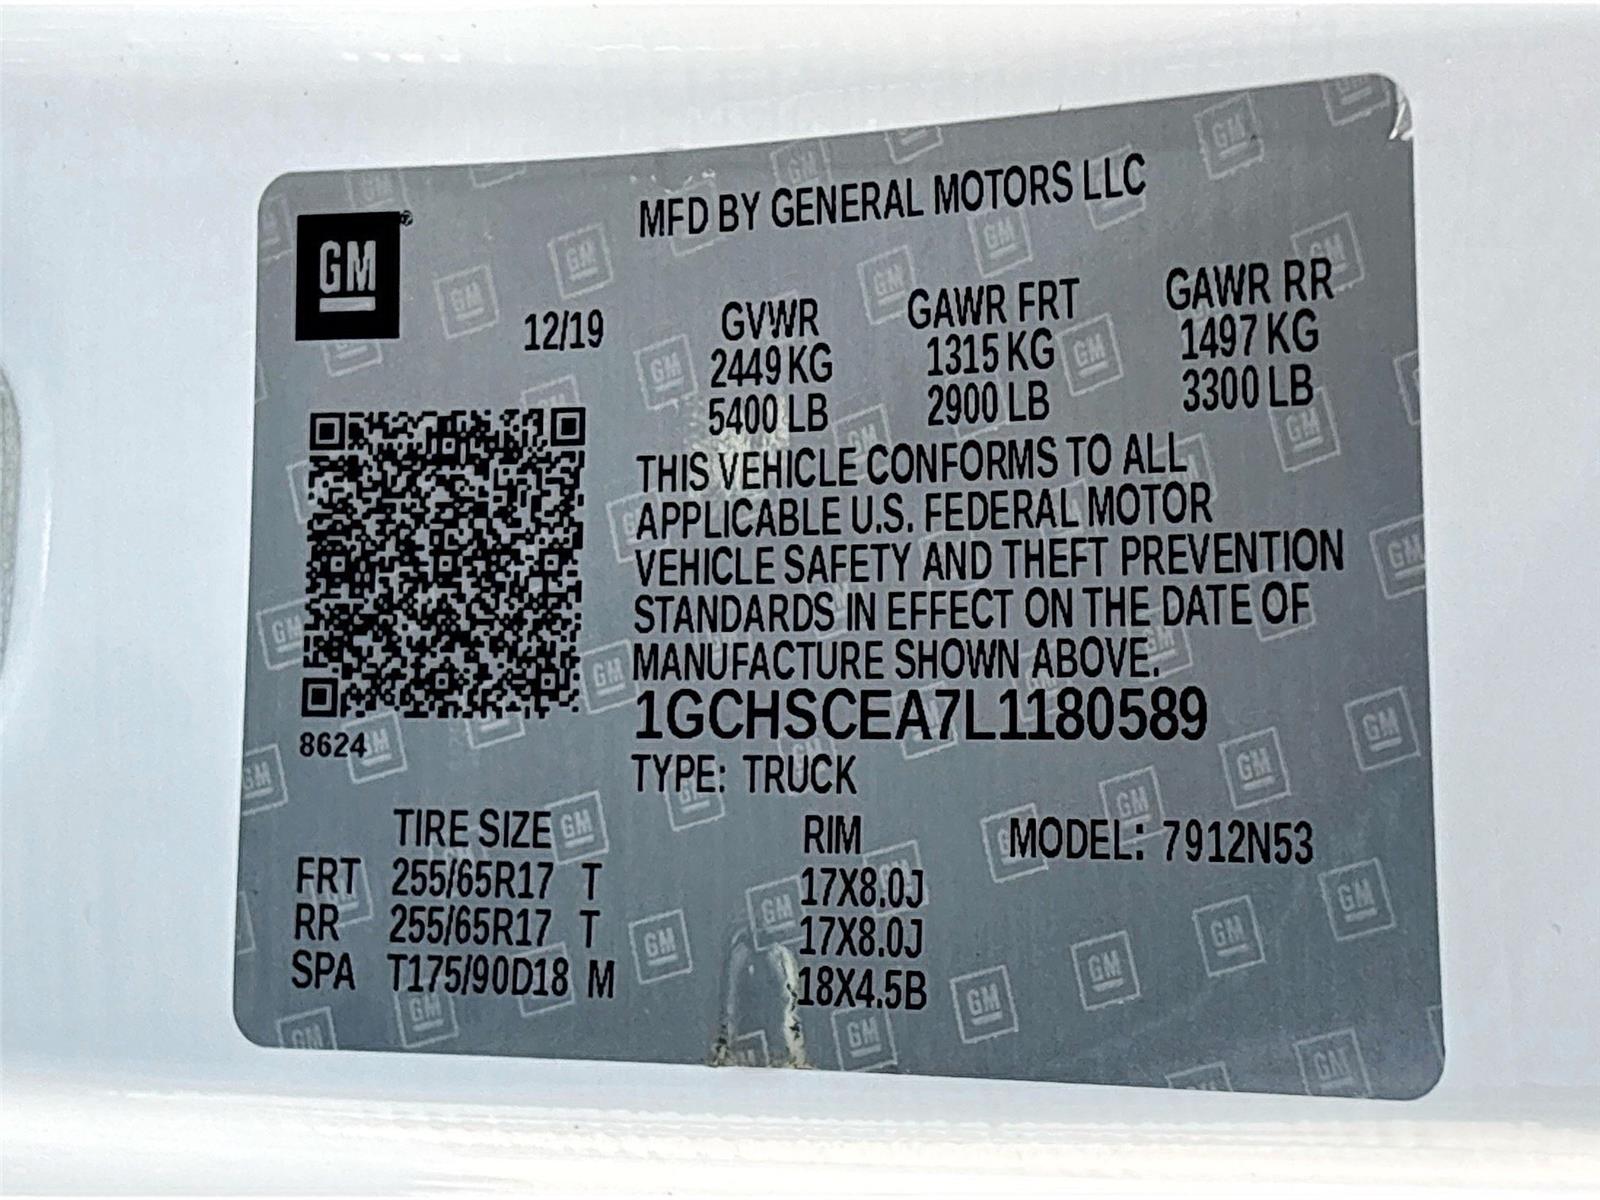 MFD BY GENERAL MOTORS LLC
GM
12/19
GVWR GAWR FRT GAWR RR
2449 KG 1315 KG 1497 KG
5400 LB 2900 LB 3300 LB
THIS VEHICLE CONFORMS TO ALL
APPLICABLE U.S. FEDERAL MOTOR
VEHICLE SAFETY AND THEFT PREVENTION
STANDARDS IN EFFECT ON THE DATE OF
MANUFACTURE SHOWN ABOVE.
1GCHSCEA7L1180589
8624
TYPE: TRUCK
TIRE SIZE RIM MODEL: 7912N53
FRT 255/65R17 T 17X8.0J
RR 255/65R17 T 17X8.0J
SPA T175/90D18 M 18X4.5B